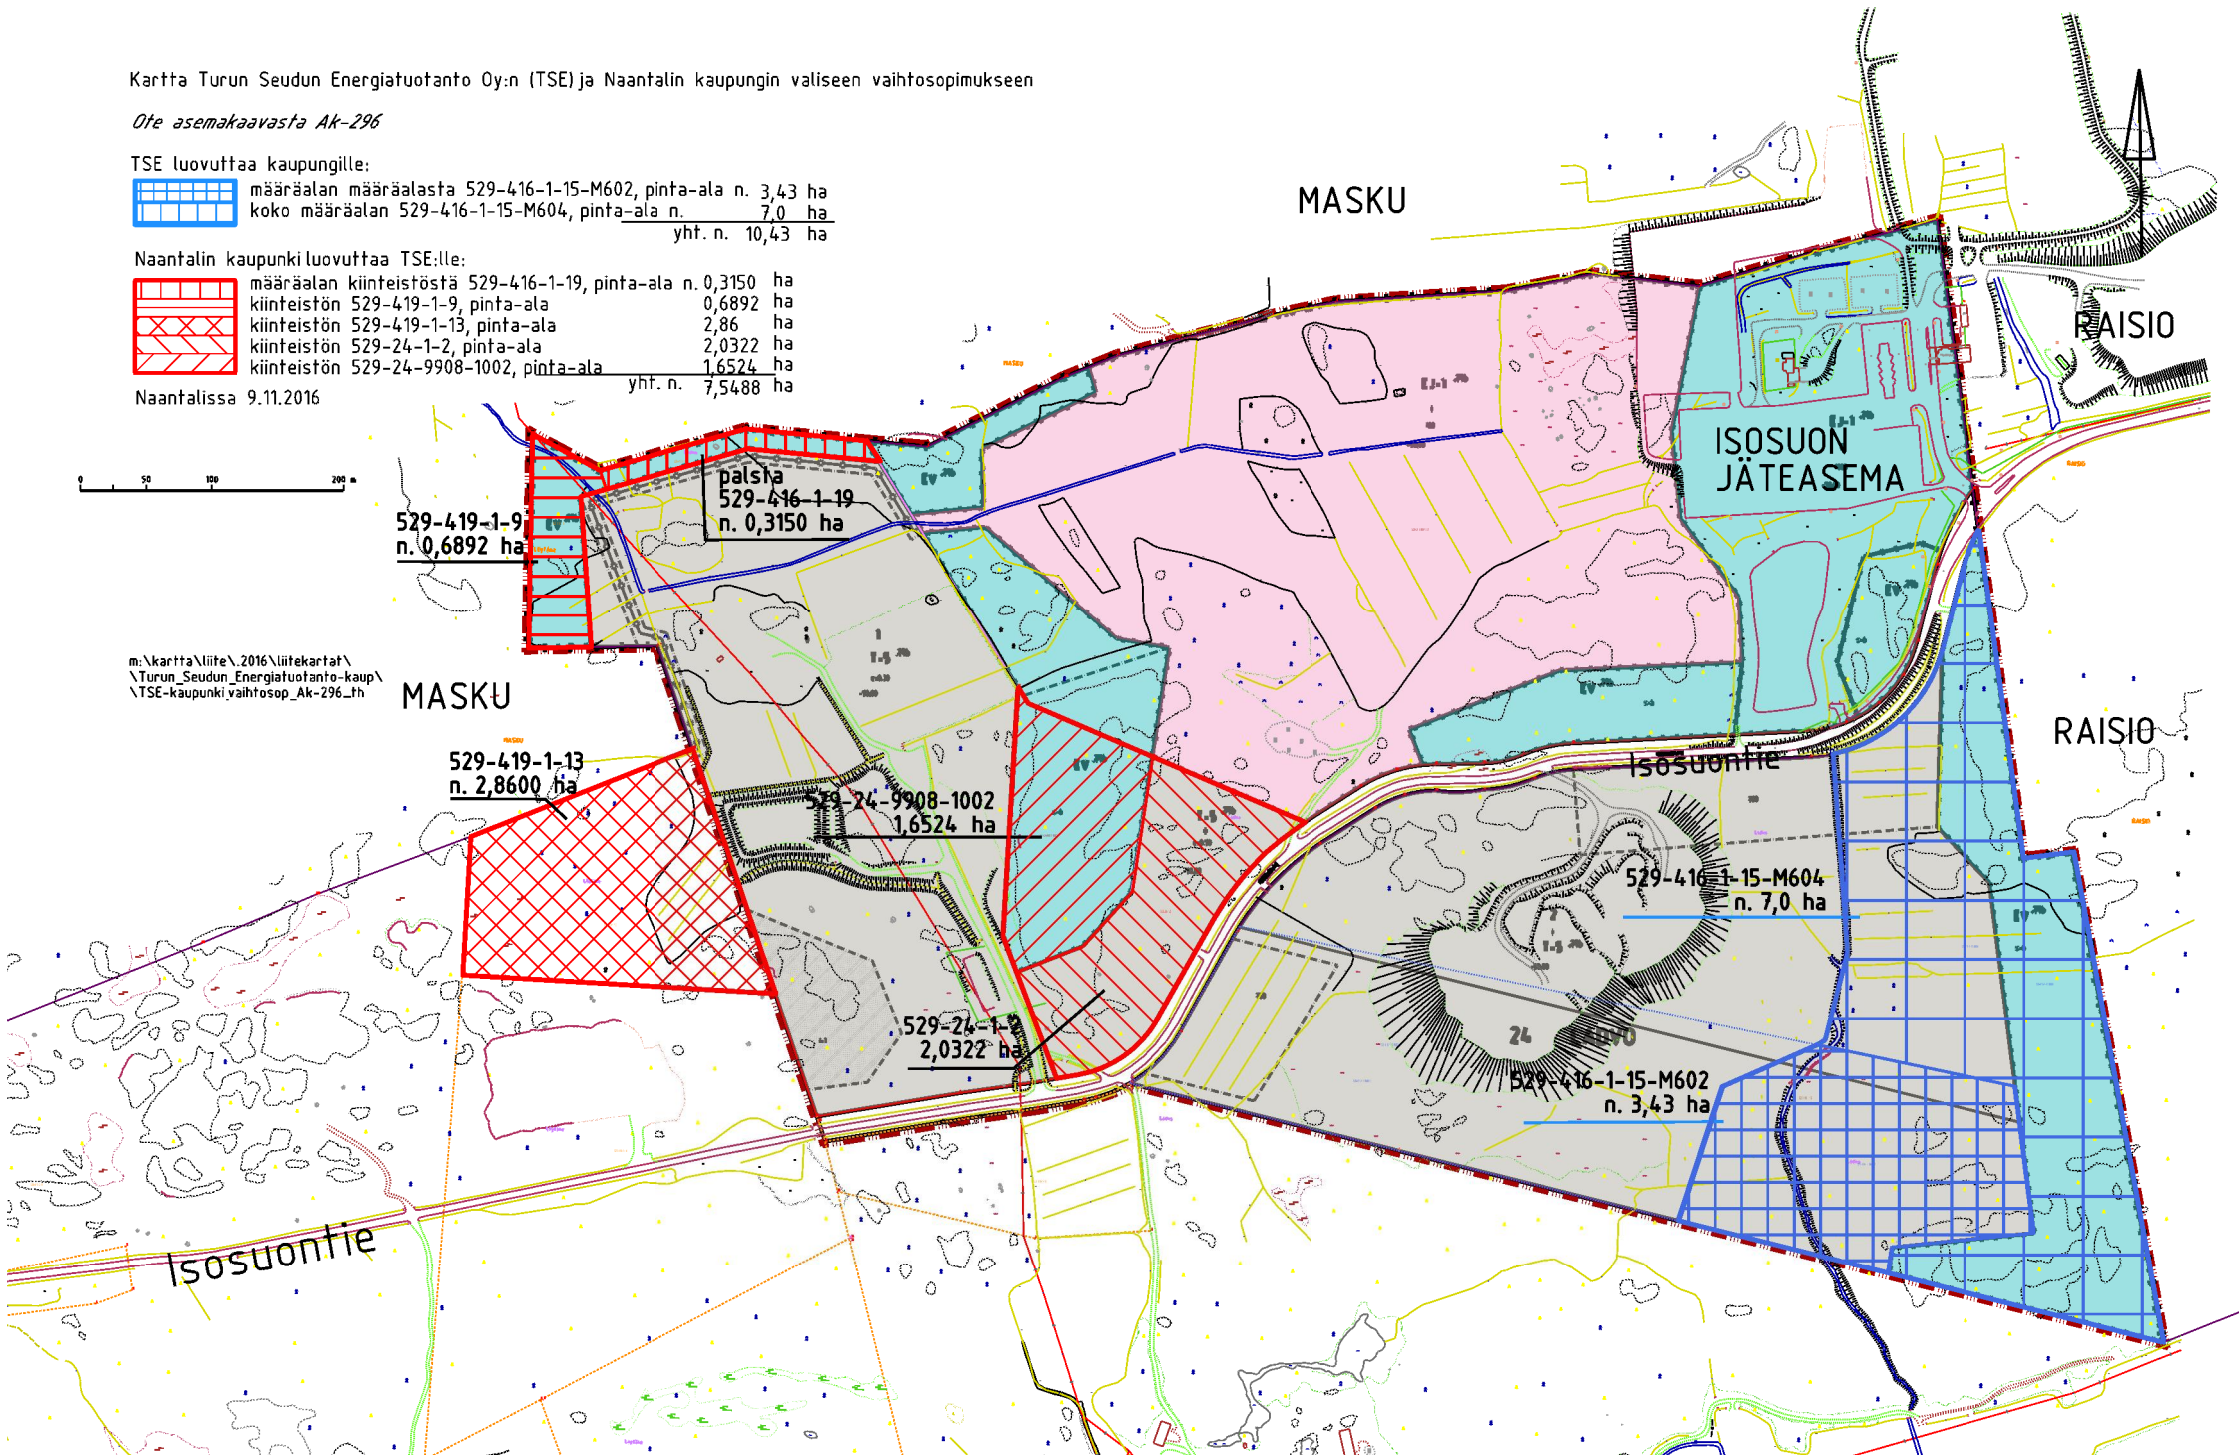 Kartta Turun Seudun Energiatuotanto Oy:n (TSE) ja Naantalin kaupungin valiseen vaihtosopimukseen
Ote asemakaavasta Ak-296
TSE luovuttaa kaupungille:
määräalan määräalasta 529-416-1-15-M602, pinta-ala n. 3,43 ha
koko määräalan 529-416-1-15-M604, pinta-ala n. 7,0 ha
yht. n. 10,43 ha
Naantalin kaupunki luovuttaa TSE:lle:
määräalan kiinteistöstä 529-416-1-19, pinta-ala n. 0,3150 ha
kiinteistön 529-419-1-9, pinta-ala 0,6892 ha
kiinteistön 529-419-1-13, pinta-ala 2,86 ha
kiinteistön 529-24-1-2, pinta-ala 2,0322 ha
kiinteistön 529-24-9908-1002, pinta-ala 1,6524 ha
yht. n. 7,5488 ha
Naantalissa 9.11.2016
0 50 100 200 m
MASKU
RAISIO
ISOSUON
JÄTEASEMA
palsta
529-416-1-19
n. 0,3150 ha
529-419-1-9
n. 0,6892 ha
m:\kartta\liite\.2016\liitekartat\
\Turun_Seudun_Energiatuotanto-kaup\
\TSE-kaupunki vaihtosop_Ak-296_th
MASKU
529-419-1-13
n. 2,8600 ha
529-24-9908-1002
1,6524 ha
Isosuontie
RAISIO
529-416-1-15-M604
n. 7,0 ha
529-24-1-
2,0322 ha
24
529-416-1-15-M602
n. 3,43 ha
Isosuontie